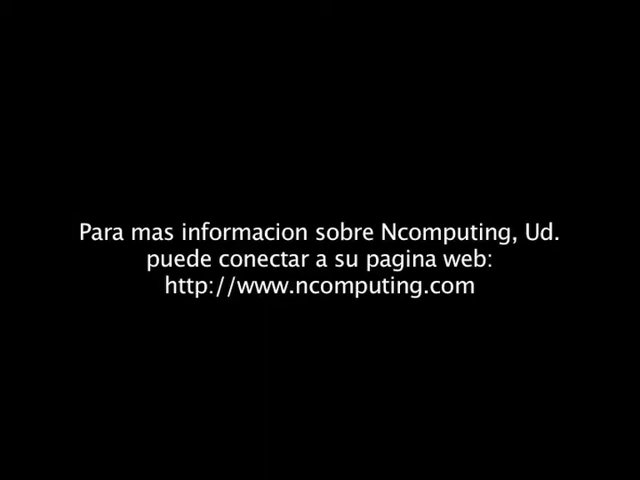 Para mas informacion sobre Ncomputing, Ud.
puede conectar a su pagina web:
http://www.ncomputing.com